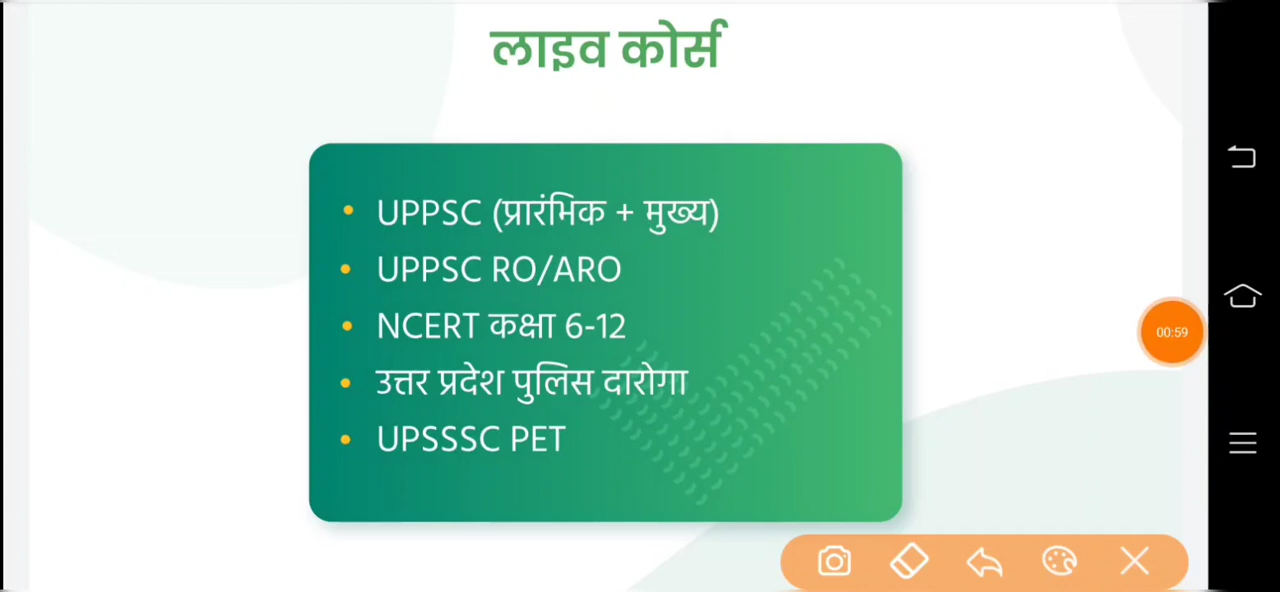 लाइव कोर्स
• UPPSC (प्रारंभिक + मुख्य)
• UPPSC RO/ARO
• NCERT कक्षा 6-12
• उत्तर प्रदेश पुलिस दारोगा
• UPSSSC PET
00:59